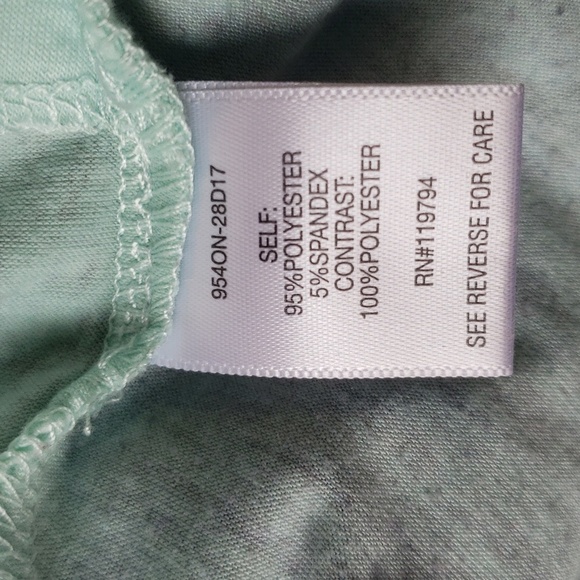 954ON-28D17
SELF:
95%POLYESTER
5%SPANDEX
CONTRAST:
100%POLYESTER
RN#119794
SEE REVERSE FOR CARE